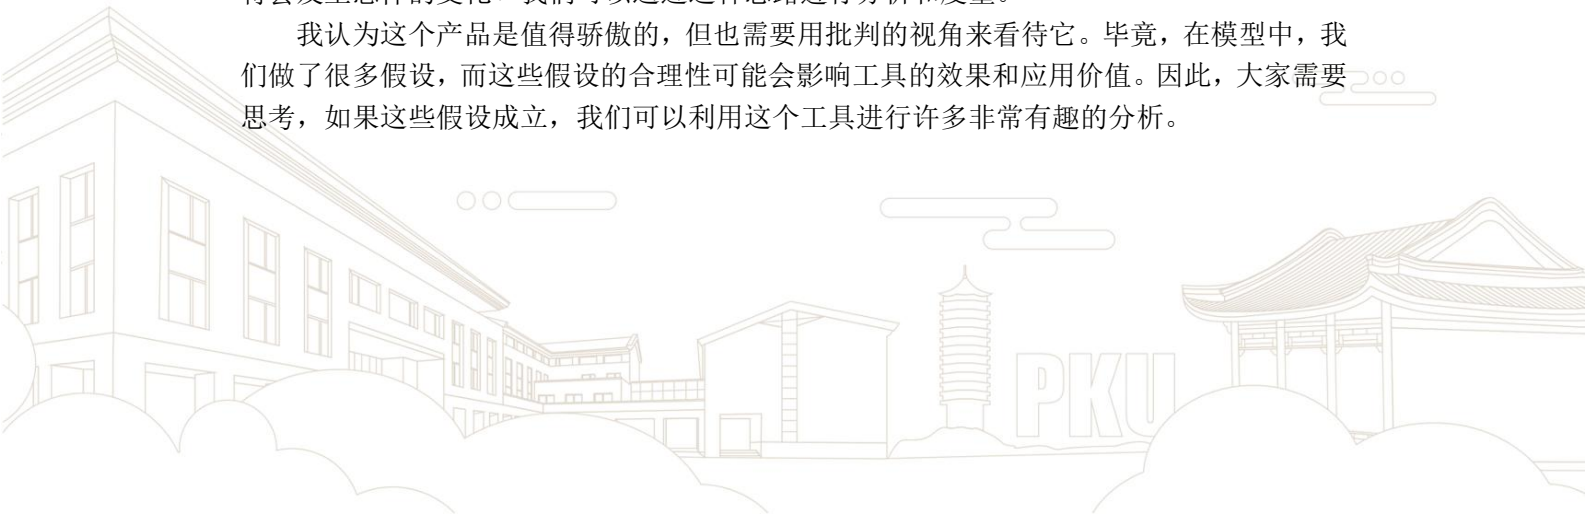 我认为这个产品是值得骄傲的，但也需要用批判的视角来看待它。毕竟，在模型中，我
们做了很多假设，而这些假设的合理性可能会影响工具的效果和应用价值。因此，大家需要
思考，如果这些假设成立，我们可以利用这个工具进行许多非常有趣的分析。
PKU